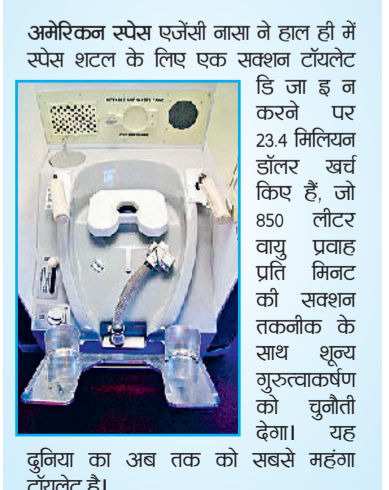 अमेरिकन स्पेस एजेंसी नासा ने हाल ही में
स्पेस शटल के लिए एक सक्शन टॉयलेट
डि जा इ न
करने पर
23.4 मिलियन
डॉलर खर्च
किए हैं, जो
850 लीटर
वायु प्रवाह
प्रति मिनट
की सक्शन
तकनीक के
साथ शून्य
गुरुत्वाकर्षण
को चुनौती
देगा। यह
दुनिया का अब तक को सबसे महंगा
टॉयलेट है।